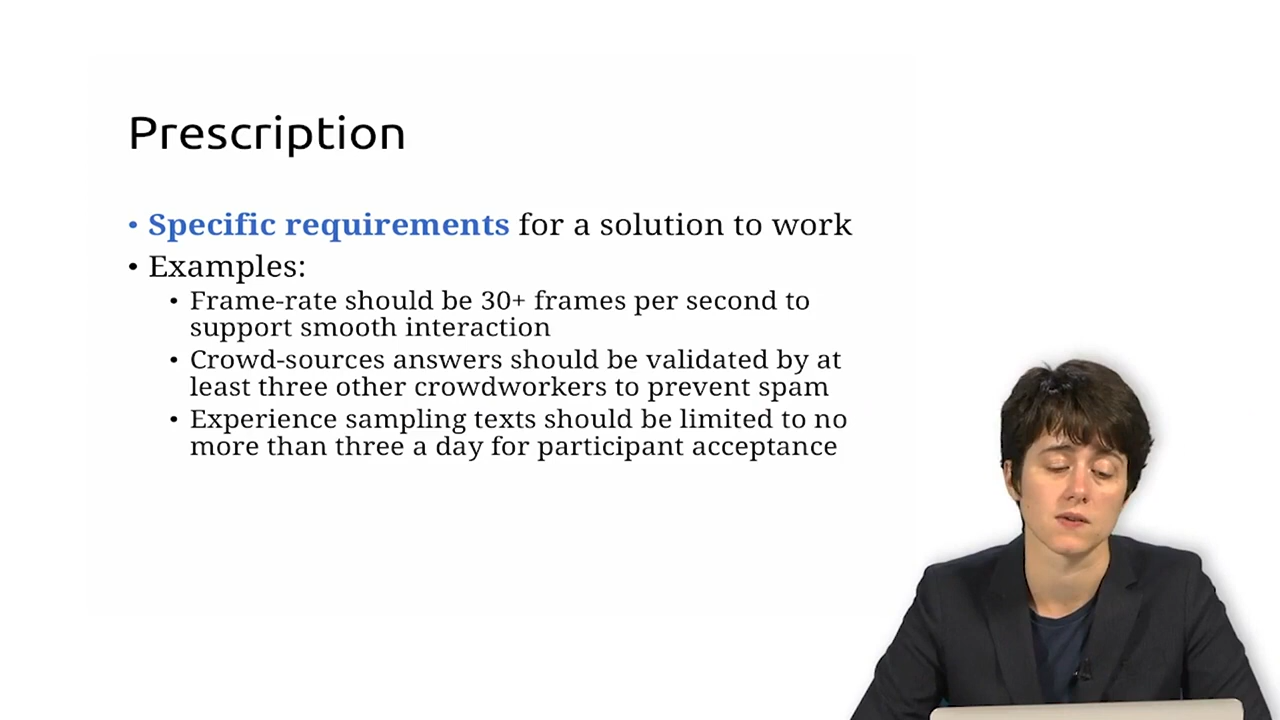 Prescription
• Specific requirements for a solution to work
• Examples:
• Frame-rate should be 30+ frames per second to
support smooth interaction
• Crowd-sources answers should be validated by at
least three other crowdworkers to prevent spam
• Experience sampling texts should be limited to no
more than three a day for participant acceptance